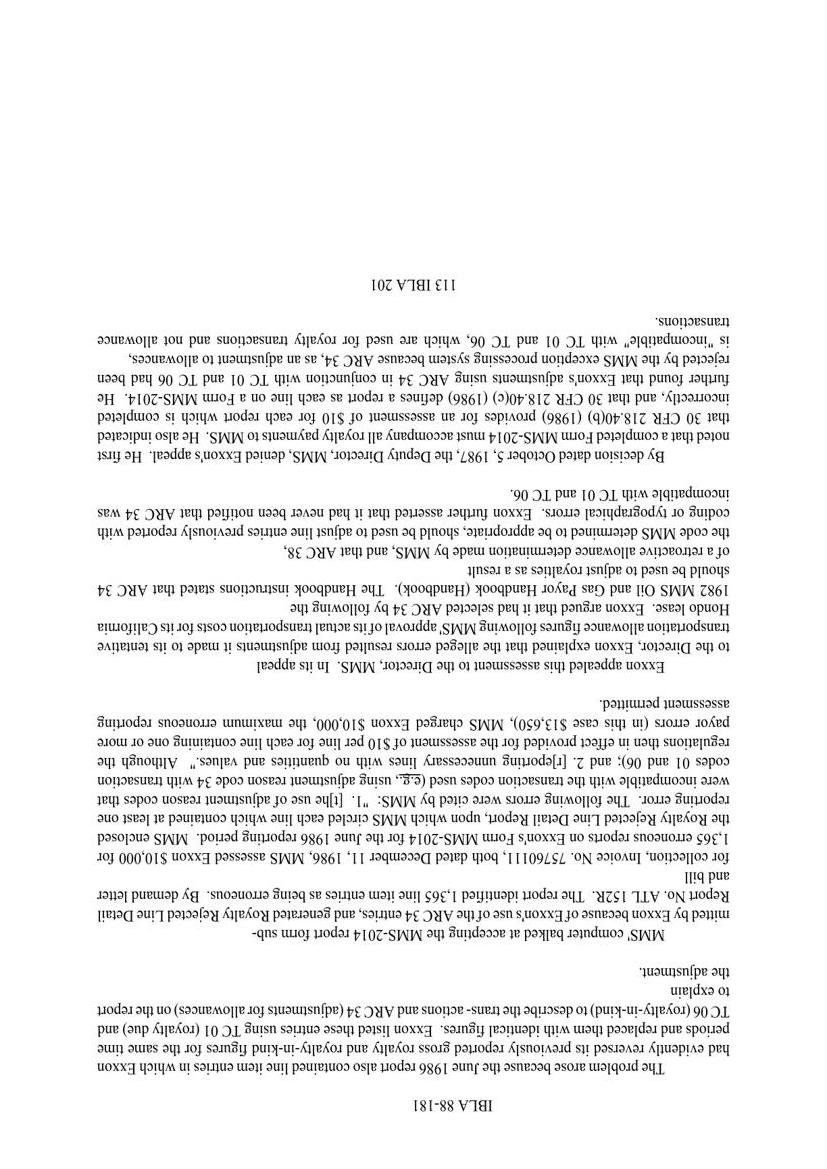 IBLA 88-181
The problem arose because the June 1986 report also contained line item entries in which Exxon
had evidently reversed its previously reported gross royalty and royalty-in-kind figures for the same time
periods and replaced them with identical figures. Exxon listed these entries using TC 01 (royalty due) and
TC 06 (royalty-in-kind) to describe the trans- actions and ARC 34 (adjustments for allowances) on the report
to explain
the adjustment.
MMS' computer balked at accepting the MMS-2014 report form sub-
mitted by Exxon because of Exxon's use of the ARC 34 entries, and generated Royalty Rejected Line Detail
Report No. ATL 152R. The report identified 1,365 line item entries as being erroneous. By demand letter
and bill
for collection, Invoice No. 75760111, both dated December 11, 1986, MMS assessed Exxon $10,000 for
1,365 erroneous reports on Exxon's Form MMS-2014 for the June 1986 reporting period. MMS enclosed
the Royalty Rejected Line Detail Report, upon which MMS circled each line which contained at least one
reporting error. The following errors were cited by MMS: "1. [t]he use of adjustment reason codes that
were incompatible with the transaction codes used (e.g., using adjustment reason code 34 with transaction
codes 01 and 06); and 2. [r]eporting unnecessary lines with no quantities and values." Although the
regulations then in effect provided for the assessment of $10 per line for each line containing one or more
payor errors (in this case $13,650), MMS charged Exxon $10,000, the maximum erroneous reporting
assessment permitted.
Exxon appealed this assessment to the Director, MMS. In its appeal
to the Director, Exxon explained that the alleged errors resulted from adjustments it made to its tentative
transportation allowance figures following MMS' approval of its actual transportation costs for its California
Hondo lease. Exxon argued that it had selected ARC 34 by following the
1982 MMS Oil and Gas Payor Handbook (Handbook). The Handbook instructions stated that ARC 34
should be used to adjust royalties as a result
of a retroactive allowance determination made by MMS, and that ARC 38,
the code MMS determined to be appropriate, should be used to adjust line entries previously reported with
coding or typographical errors. Exxon further asserted that it had never been notified that ARC 34 was
incompatible with TC 01 and TC 06.
By decision dated October 5, 1987, the Deputy Director, MMS, denied Exxon's appeal. He first
noted that a completed Form MMS-2014 must accompany all royalty payments to MMS. He also indicated
that 30 CFR 218.40(b) (1986) provides for an assessment of $10 for each report which is completed
incorrectly, and that 30 CFR 218.40(c) (1986) defines a report as each line on a Form MMS-2014. He
further found that Exxon's adjustments using ARC 34 in conjunction with TC 01 and TC 06 had been
rejected by the MMS exception processing system because ARC 34, as an adjustment to allowances,
is "incompatible" with TC 01 and TC 06, which are used for royalty transactions and not allowance
transactions.
113 IBLA 201